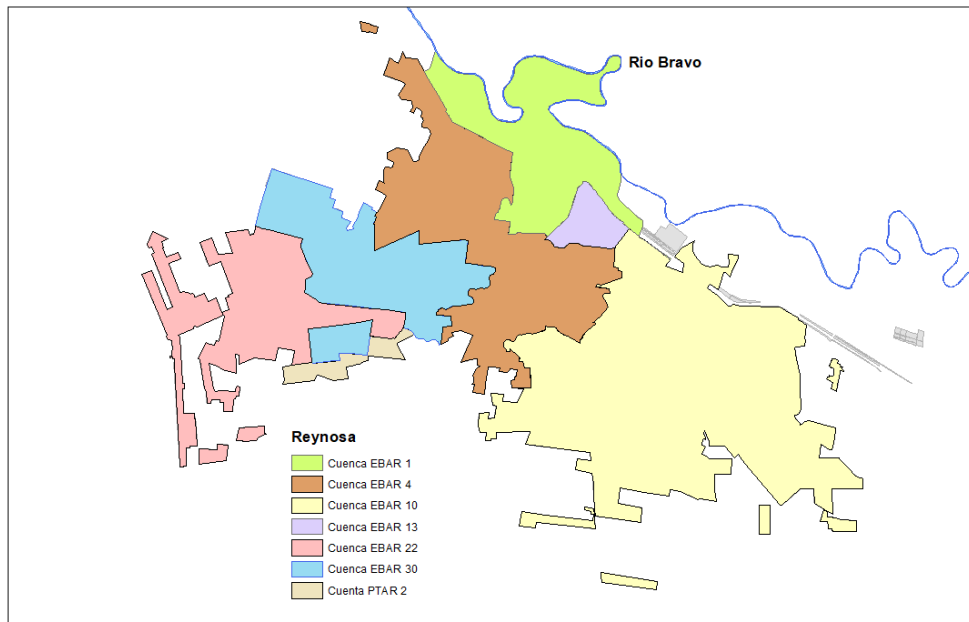 Rio Bravo
Reynosa
Cuenca EBAR 1
Cuenca EBAR 4
Cuenca EBAR 10
Cuenca EBAR 13
Cuenca EBAR 22
Cuenca EBAR 30
Cuenta PTAR 2